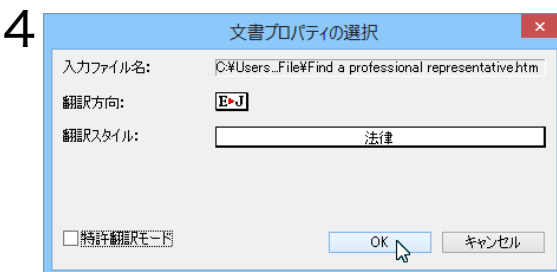 4
文書プロパティの選択
入力ファイル名: C:¥Users...File¥Find a professional representative.htm
翻訳方向: E▸J
翻訳スタイル: 法律
特許翻訳モード OK キャンセル